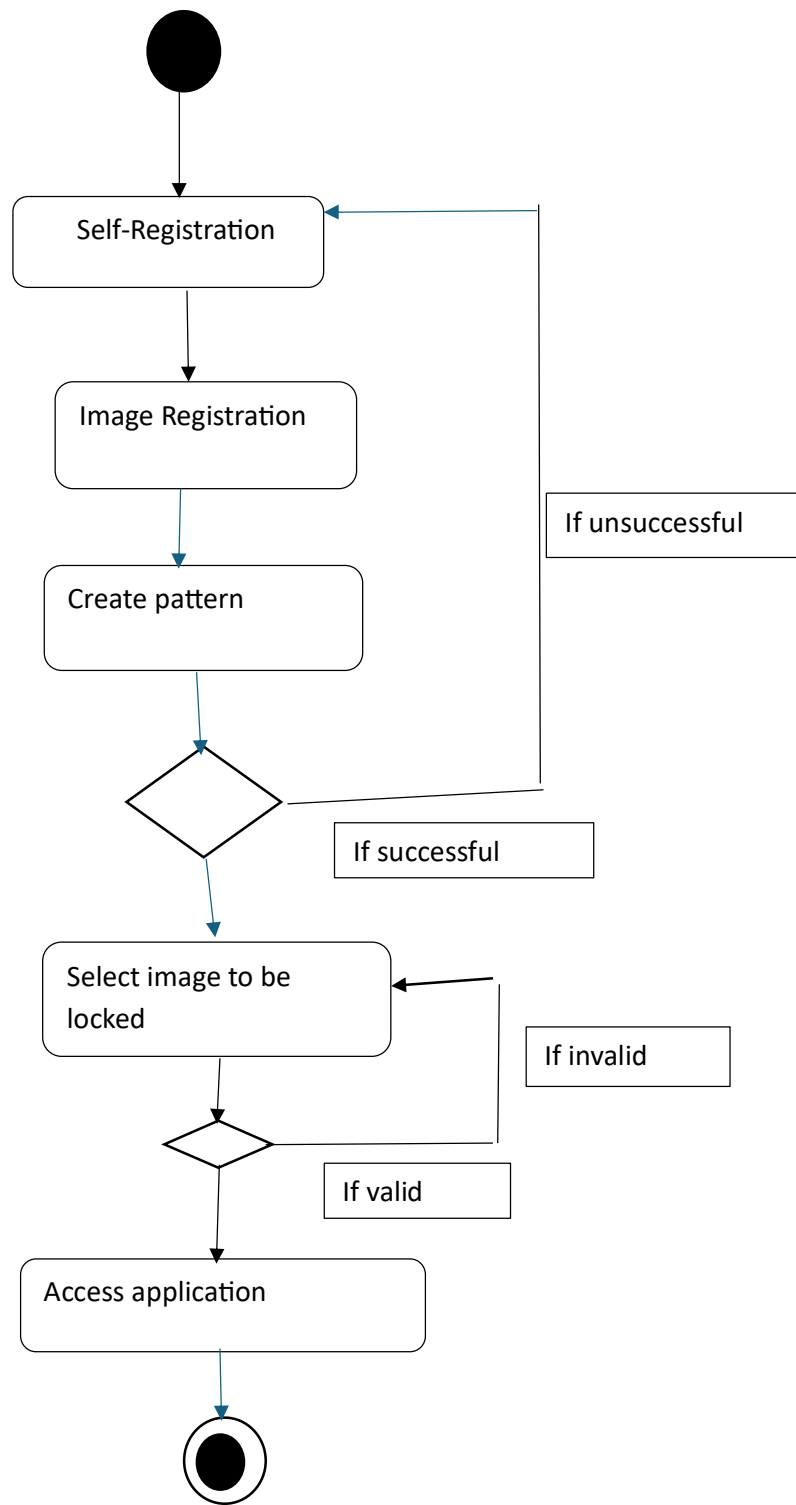 Self-Registration
Image Registration
If unsuccessful
Create pattern
If successful
Select image to be
locked
If invalid
If valid
Access application